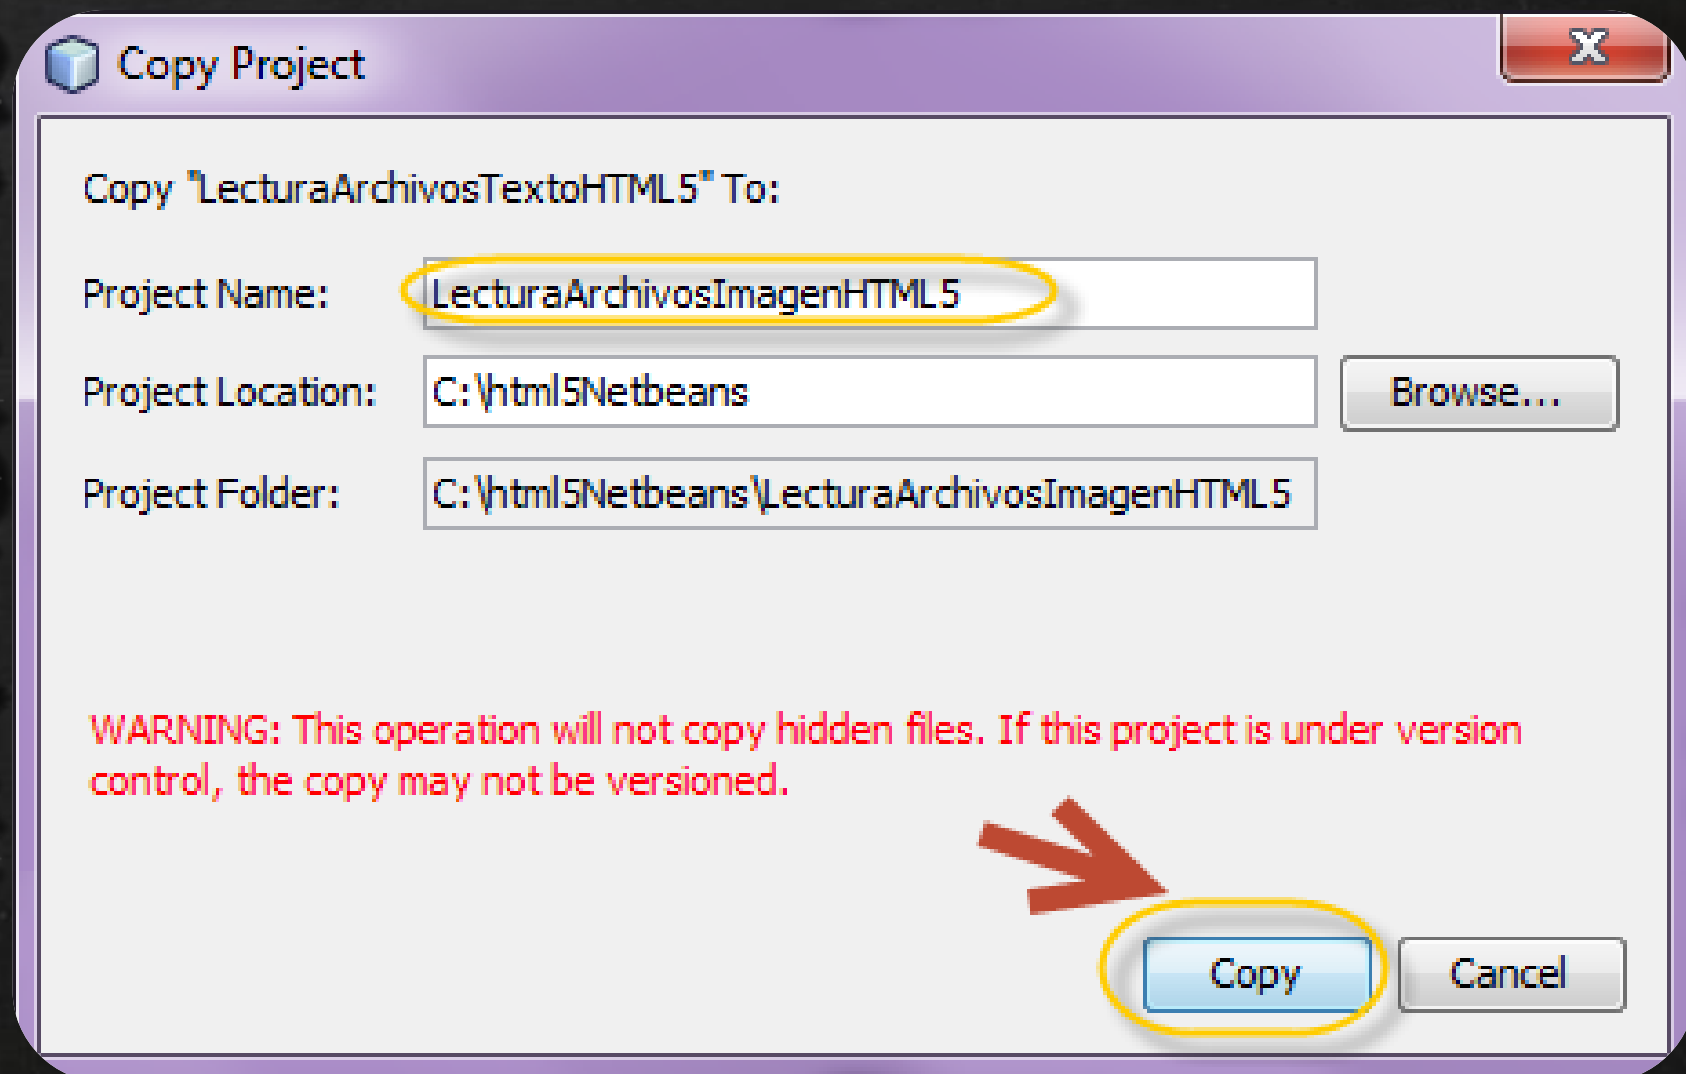 Copy Project
Copy "LecturaArchivosTextoHTML5" To:
Project Name: LecturaArchivosImagenHTML5
Project Location: C:\html5Netbeans Browse...
Project Folder: C:\html5Netbeans\LecturaArchivosImagenHTML5
WARNING: This operation will not copy hidden files. If this project is under version
control, the copy may not be versioned.
Copy Cancel